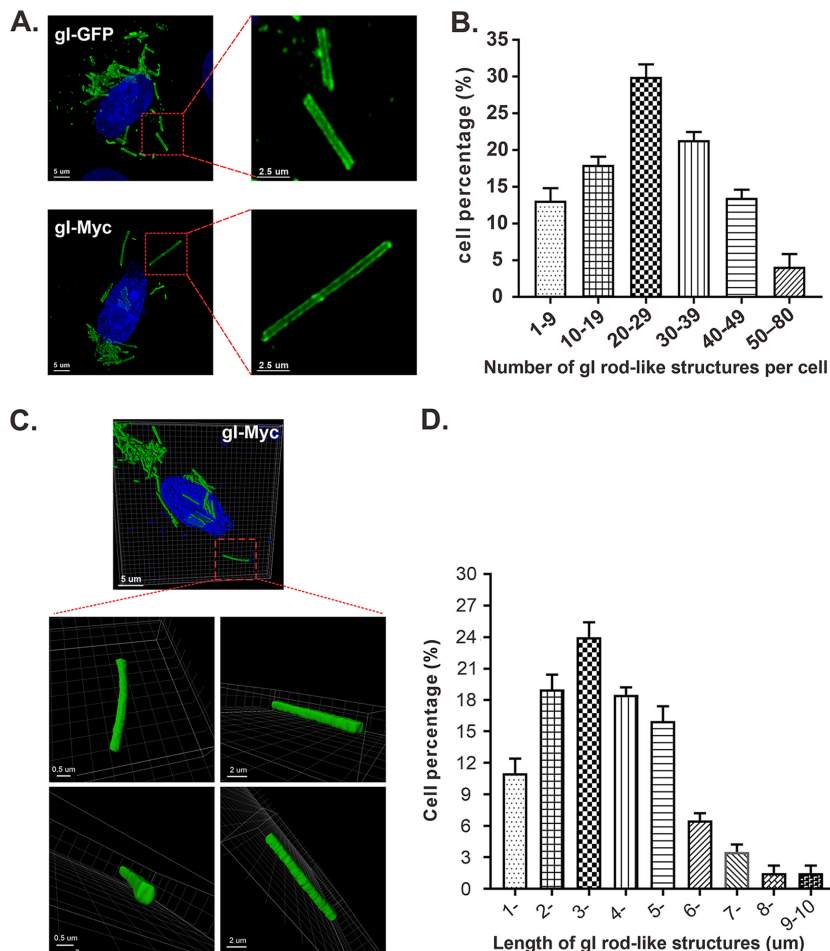 A.
gI-GFP
5 um
2.5 um
gI-Myc
5 um
2.5 um
B.
cell percentage (%)
35
30
25
20
15
10
5
0
1-9
10-19
20-29
30-39
40-49
50–80
Number of gI rod-like structures per cell
C.
gI-Myc
5 um
0.5 um
2 um
0.5 um
2 um
D.
Cell percentage (%)
30
27
24
21
18
15
12
9
6
3
0
1-
2-
3-
4-
5-
6-
7-
8-
9-10
Length of gI rod-like structures (um)